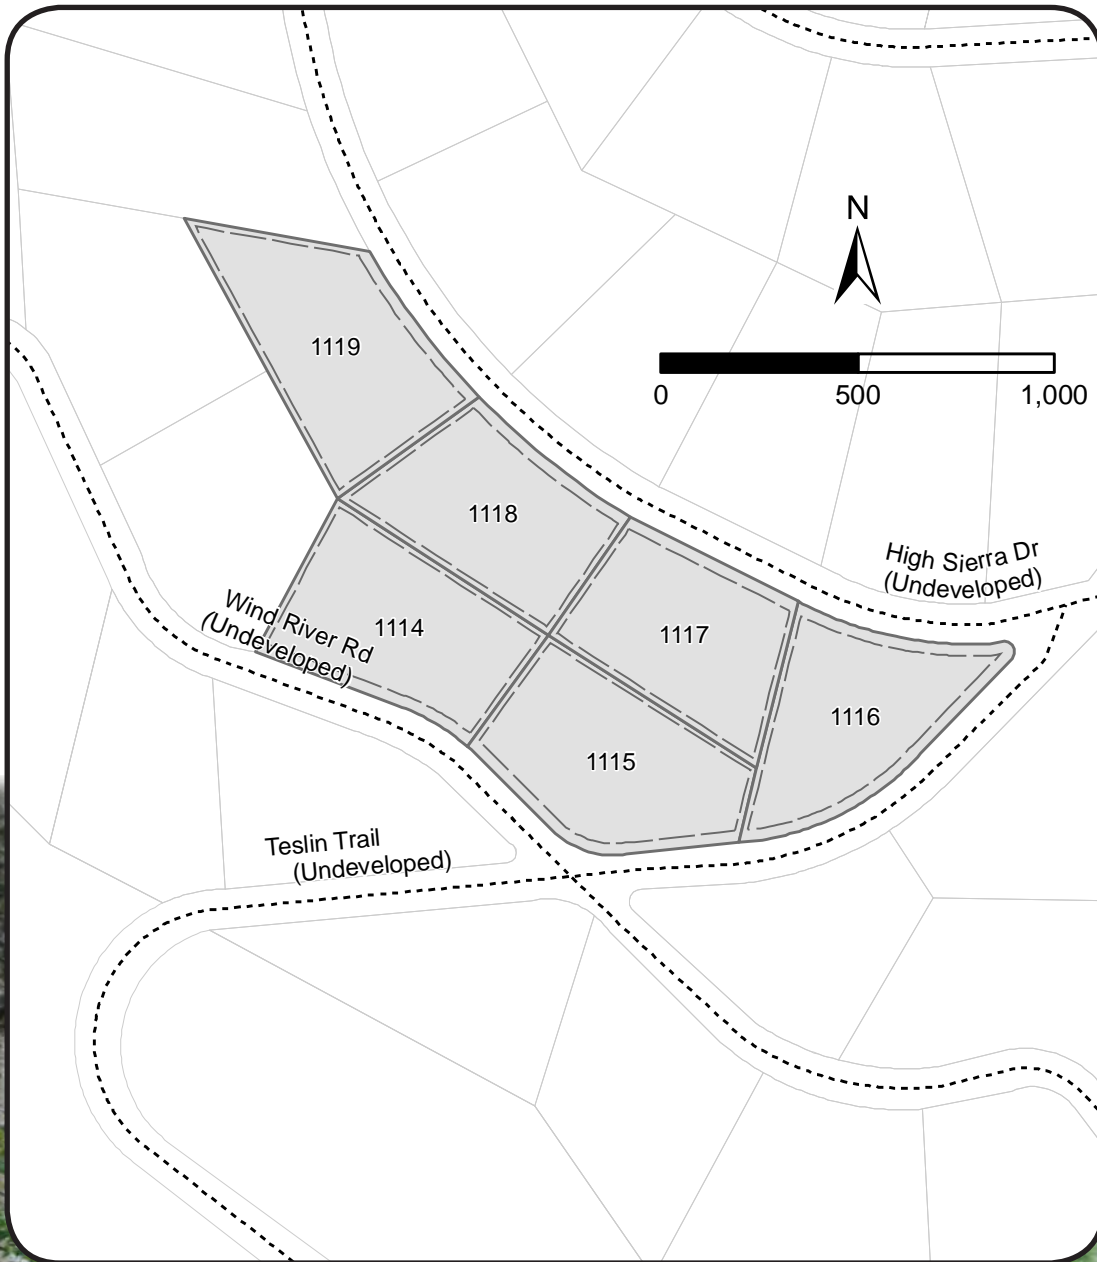 N
0 500 1,000
1119
1118
High Sierra Dr
(Undeveloped)
Wind River Rd
(Undeveloped)
1114
1117
1116
1115
Teslin Trail
(Undeveloped)